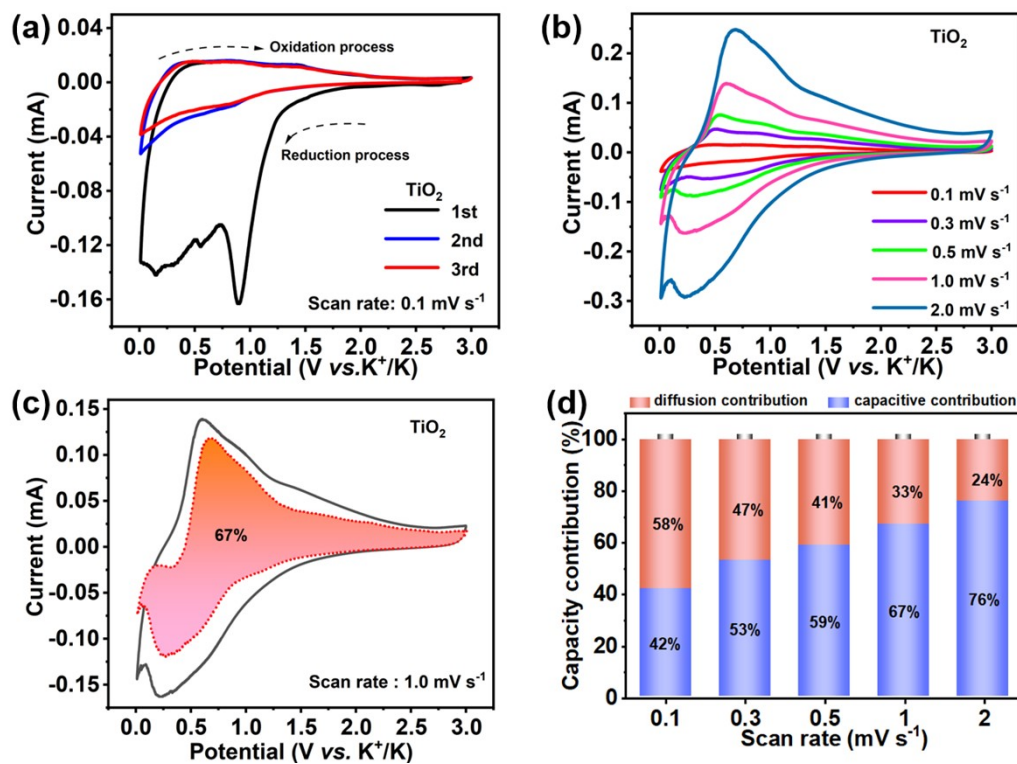 (a)
0.04
0.00
-0.04
-0.08
-0.12
-0.16
Current (mA)
Oxidation process
Reduction process
TiO₂
1st
2nd
3rd
Scan rate: 0.1 mV s⁻¹
0.0 0.5 1.0 1.5 2.0 2.5 3.0
Potential (V vs.K⁺/K)
(b)
0.2
0.1
0.0
-0.1
-0.2
-0.3
Current (mA)
TiO₂
0.1 mV s⁻¹
0.3 mV s⁻¹
0.5 mV s⁻¹
1.0 mV s⁻¹
2.0 mV s⁻¹
0.0 0.5 1.0 1.5 2.0 2.5 3.0
Potential (V vs. K⁺/K)
(c)
0.15
0.10
0.05
0.00
-0.05
-0.10
-0.15
Current (mA)
TiO₂
67%
Scan rate : 1.0 mV s⁻¹
0.0 0.5 1.0 1.5 2.0 2.5 3.0
Potential (V vs. K⁺/K)
(d)
diffusion contribution capacitive contribution
100
80
60
40
20
0
Capacity contribution (%)
58% 47% 41% 33% 24%
42% 53% 59% 67% 76%
0.1 0.3 0.5 1 2
Scan rate (mV s⁻¹)